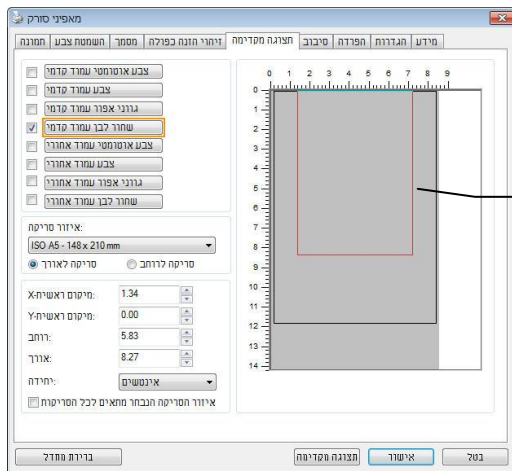 מאפיני סורק
תמונה השמטת צבע מסמך זיהוי הזנה כפולה תצוגה מקדימה סיבוב הפרדה הגדרות מידע
צבע אוטומטי עמוד קדמי
צבע עמוד קדמי
גרווני אפור עמוד קדמי
שחור לבן עמוד קדמי
צבע אוטומטי עמוד אחורי
צבע עמוד אחורי
גרווני אפור עמוד אחורי
שחור לבן עמוד אחורי
איזור סריקה:
ISO A5 - 148 x 210 mm
סריקה לאורך סריקה לרוחב
מיקום ראשית-X: 1.34
מיקום ראשית-Y: 0.00
רוחב: 5.83
אורך: 8.27
יחידה: אינטשים
איזור הסריקה הנבחר מתאים לכל הסריקות
0 1 2 3 4 5 6 7 8 9
0
1
2
3
4
5
6
7
8
9
10
11
12
13
14
ברירת מחדל תצוגה מקדימה אישור בטל